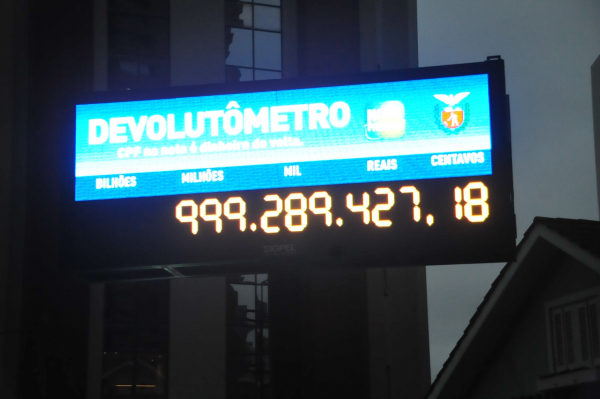 DEVOLUTÔMETRO
CPF na nota é dinheiro de volta.
BILHÕES MILHÕES MIL REAIS CENTAVOS
999.289.427,18